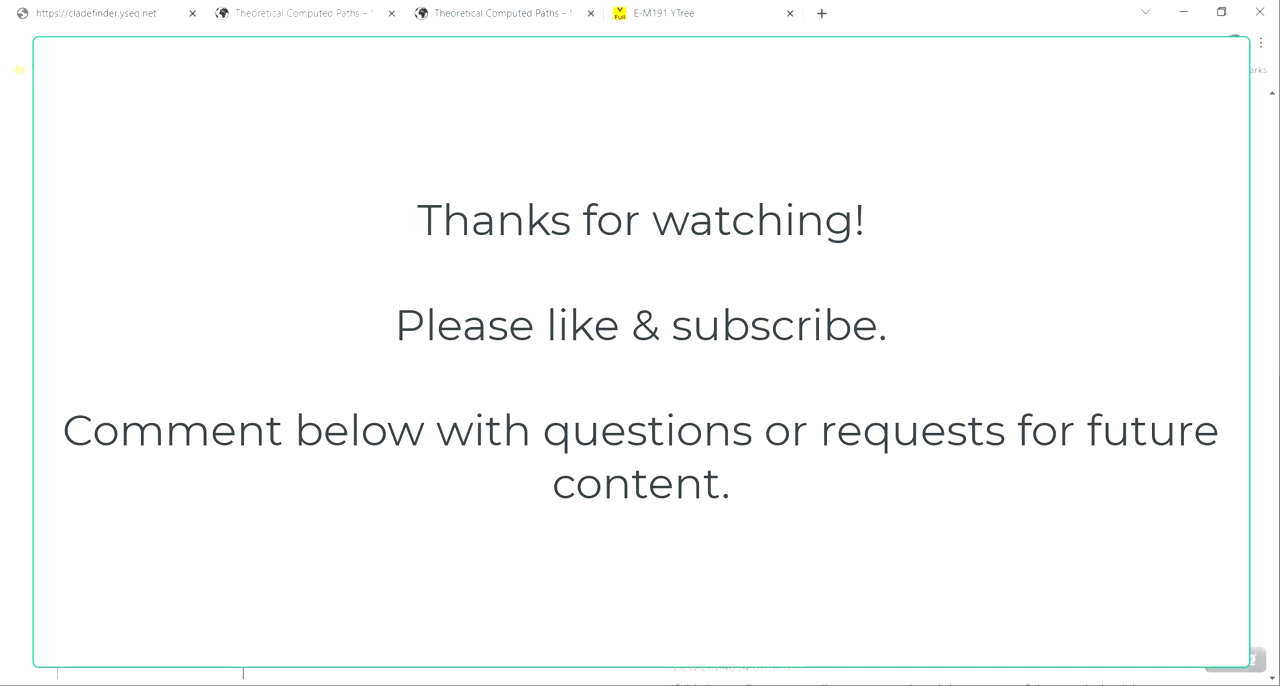 https://cladefinder.yseq.net
Theoretical Computed Paths –
Theoretical Computed Paths –
E-M191 YTree
Thanks for watching!
Please like & subscribe.
Comment below with questions or requests for future
content.